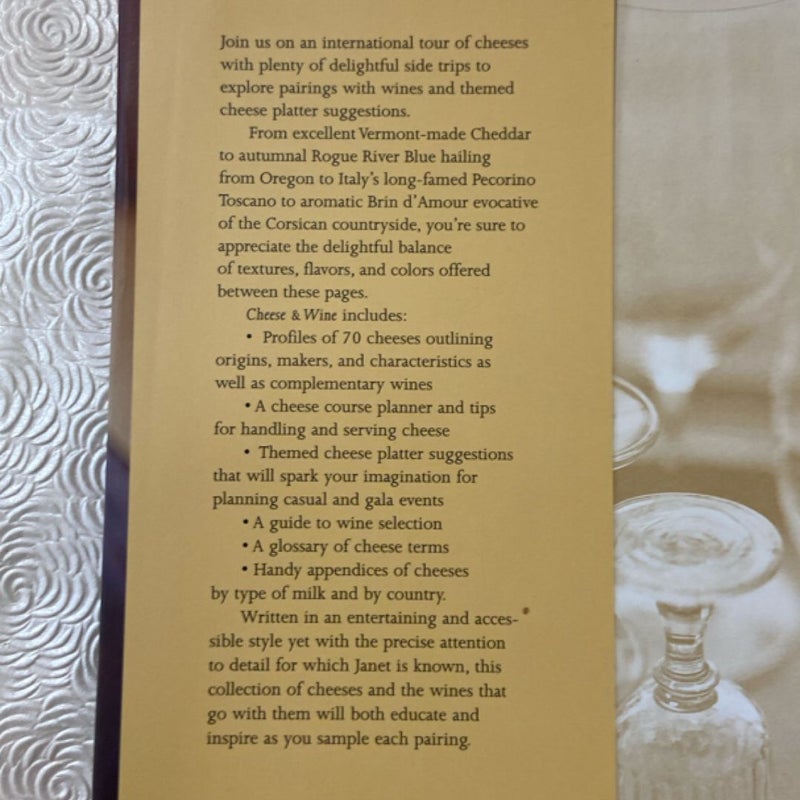 Join us on an international tour of cheeses
with plenty of delightful side trips to
explore pairings with wines and themed
cheese platter suggestions.
From excellent Vermont-made Cheddar
to autumnal Rogue River Blue hailing
from Oregon to Italy's long-famed Pecorino
Toscano to aromatic Brin d'Amour evocative
of the Corsican countryside, you're sure to
appreciate the delightful balance
of textures, flavors, and colors offered
between these pages.
Cheese & Wine includes:
• Profiles of 70 cheeses outlining
origins, makers, and characteristics as
well as complementary wines
• A cheese course planner and tips
for handling and serving cheese
• Themed cheese platter suggestions
that will spark your imagination for
planning casual and gala events
• A guide to wine selection
• A glossary of cheese terms
• Handy appendices of cheeses
by type of milk and by country.
Written in an entertaining and acces-
sible style yet with the precise attention
to detail for which Janet is known, this
collection of cheeses and the wines that
go with them will both educate and
inspire as you sample each pairing.